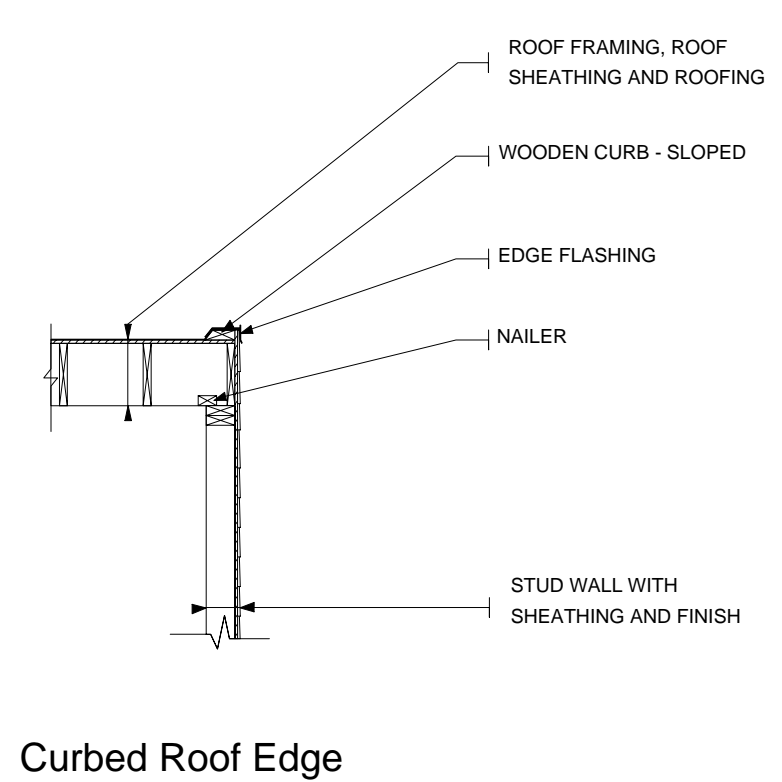 ROOF FRAMING, ROOF
SHEATHING AND ROOFING
WOODEN CURB - SLOPED
EDGE FLASHING
NAILER
STUD WALL WITH
SHEATHING AND FINISH
Curbed Roof Edge